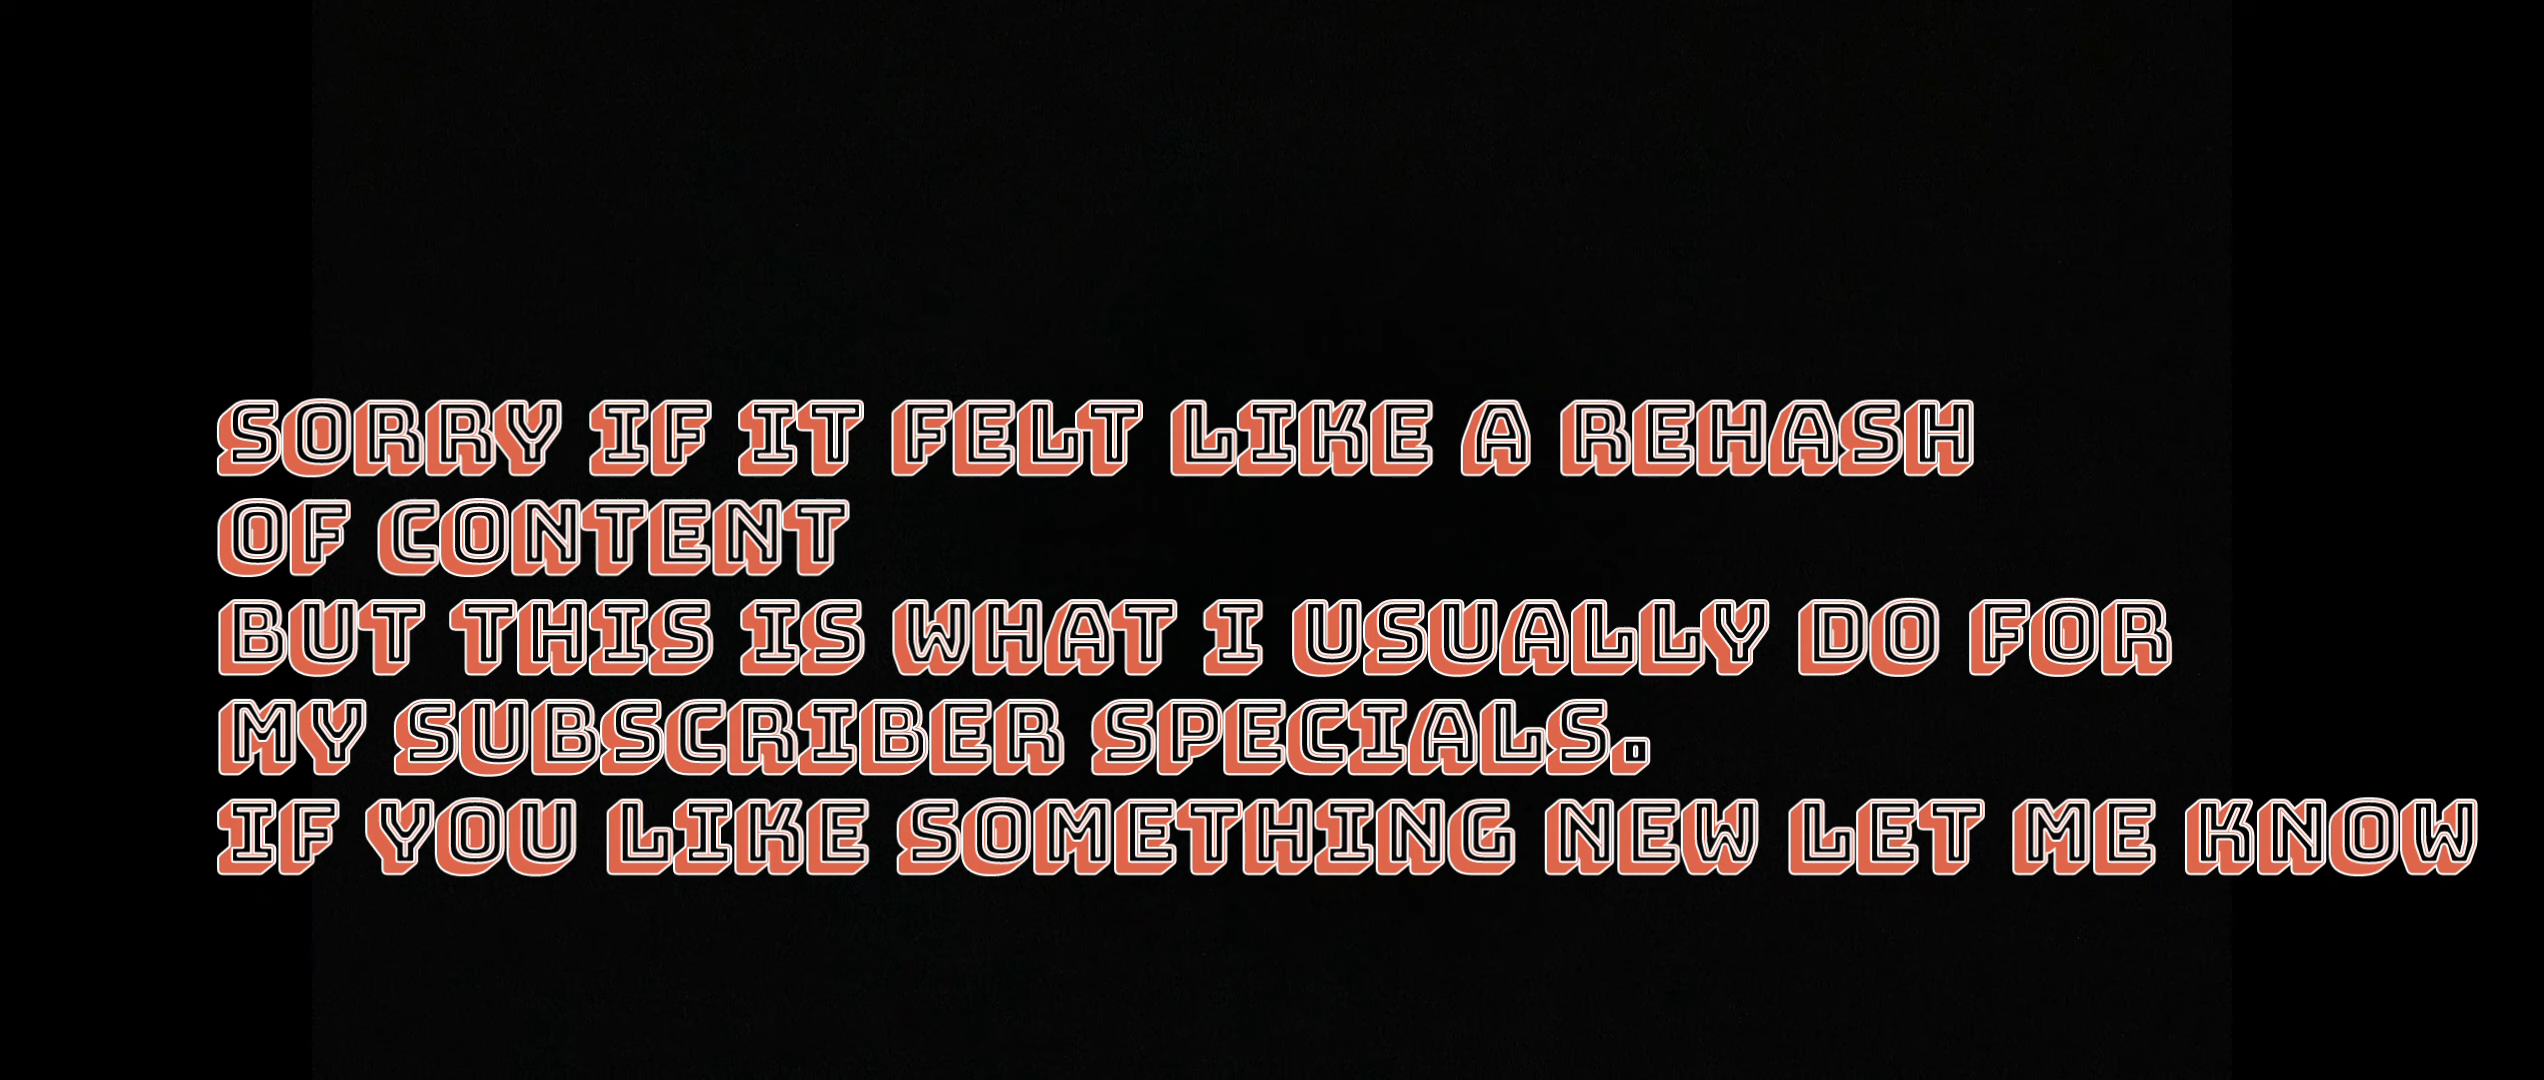 SORRY IF IT FELT LIKE A REHASH
OF CONTENT
BUT THIS IS WHAT I USUALLY DO FOR
MY SUBSCRIBER SPECIALS.
IF YOU LIKE SOMETHING NEW LET ME KNOW